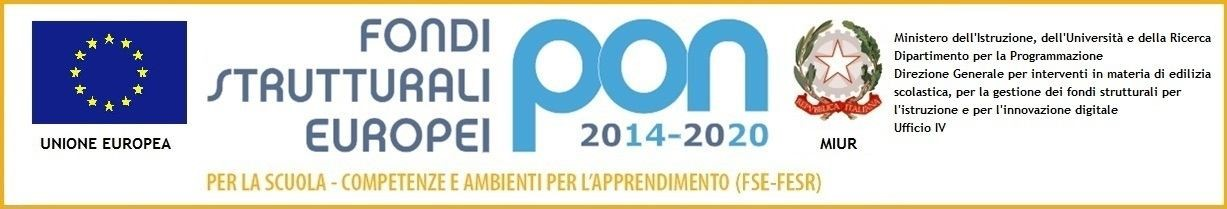 UNIONE EUROPEA
FONDI
STRUTTURALI
EUROPEI
pon
2014-2020
PER LA SCUOLA - COMPETENZE E AMBIENTI PER L'APPRENDIMENTO (FSE-FESR)
REPVBBLICA ITALIANA
MIUR
Ministero dell'Istruzione, dell'Università e della Ricerca
Dipartimento per la Programmazione
Direzione Generale per interventi in materia di edilizia
scolastica, per la gestione dei fondi strutturali per
l'istruzione e per l'innovazione digitale
Ufficio IV